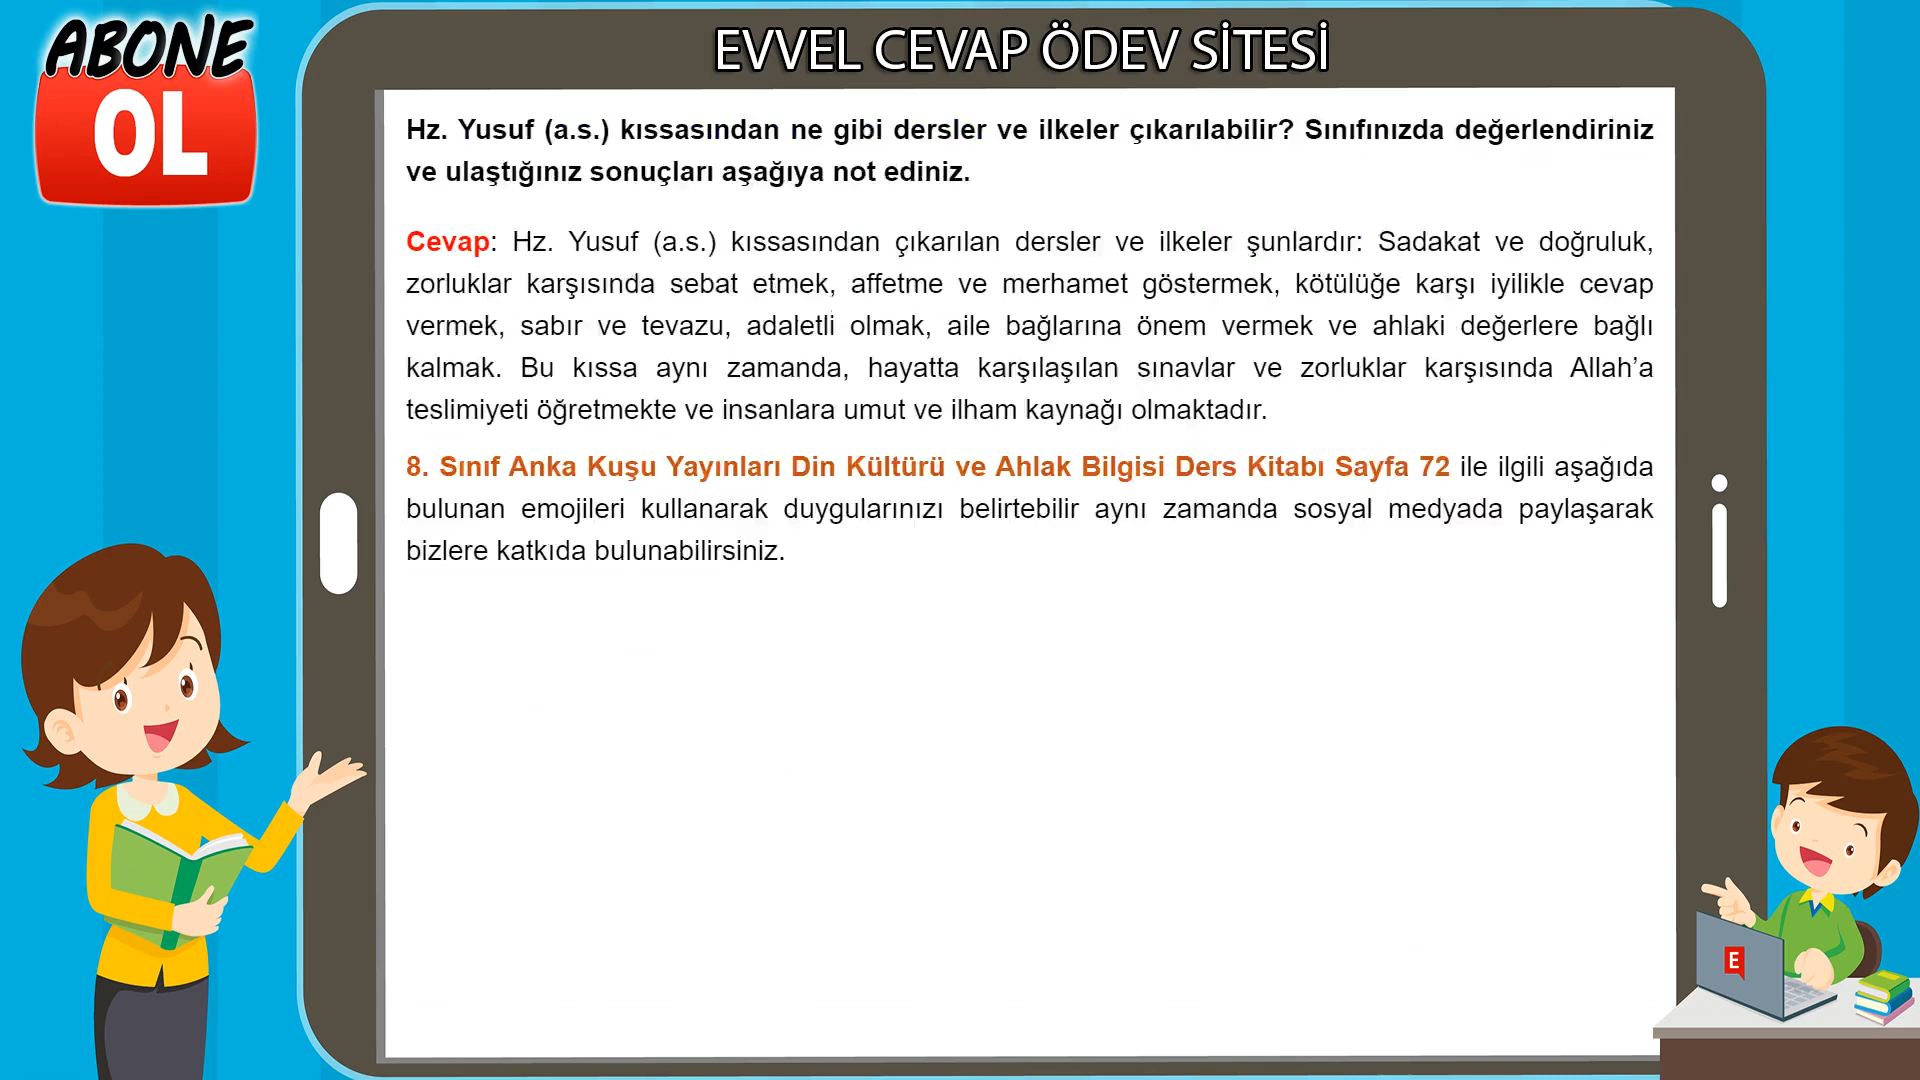 ABONE
OL
EVVEL CEVAP ÖDEV SİTESİ
Hz. Yusuf (a.s.) kıssasından ne gibi dersler ve ilkeler çıkarılabilir? Sınıfınızda değerlendiriniz
ve ulaştığınız sonuçları aşağıya not ediniz.
Cevap: Hz. Yusuf (a.s.) kıssasından çıkarılan dersler ve ilkeler şunlardır: Sadakat ve doğruluk,
zorluklar karşısında sebat etmek, affetme ve merhamet göstermek, kötülüğe karşı iyilikle cevap
vermek, sabır ve tevazu, adaletli olmak, aile bağlarına önem vermek ve ahlaki değerlere bağlı
kalmak. Bu kıssa aynı zamanda, hayatta karşılaşılan sınavlar ve zorluklar karşısında Allah’a
teslimiyeti öğretmekte ve insanlara umut ve ilham kaynağı olmaktadır.
8. Sınıf Anka Kuşu Yayınları Din Kültürü ve Ahlak Bilgisi Ders Kitabı Sayfa 72 ile ilgili aşağıda
bulunan emojileri kullanarak duygularınızı belirtebilir aynı zamanda sosyal medyada paylaşarak
bizlere katkıda bulunabilirsiniz.
E